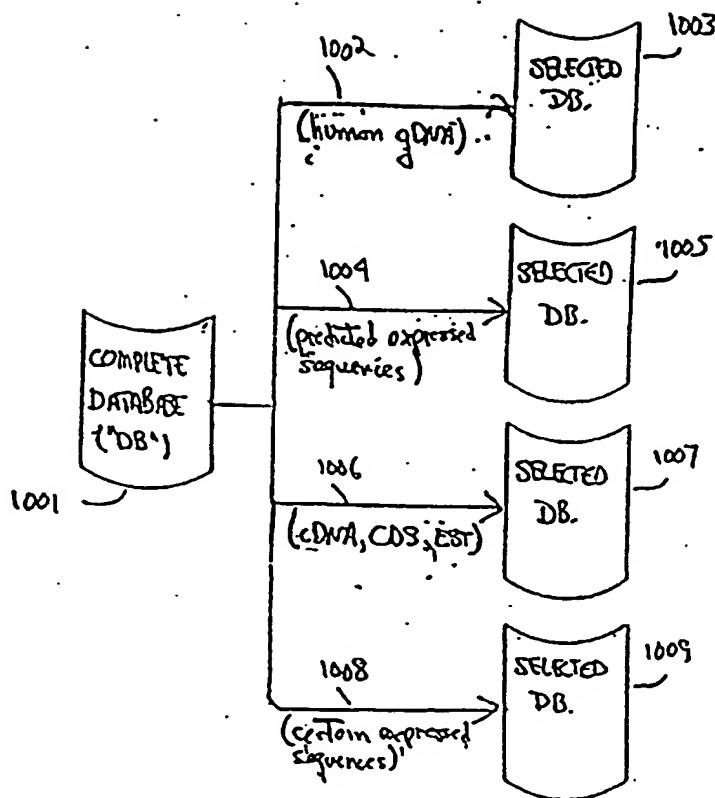 1002
1003
SELECTED
DB.
(human gDNA)
1004
1005
SELECTED
DB.
(predicted expressed
sequences)
COMPLETE
DATABASE
("DB")
1001
1006
1007
SELECTED
DB.
(cDNA, CDS, EST)
1008
1009
SELECTED
DB.
(certain expressed
sequences)